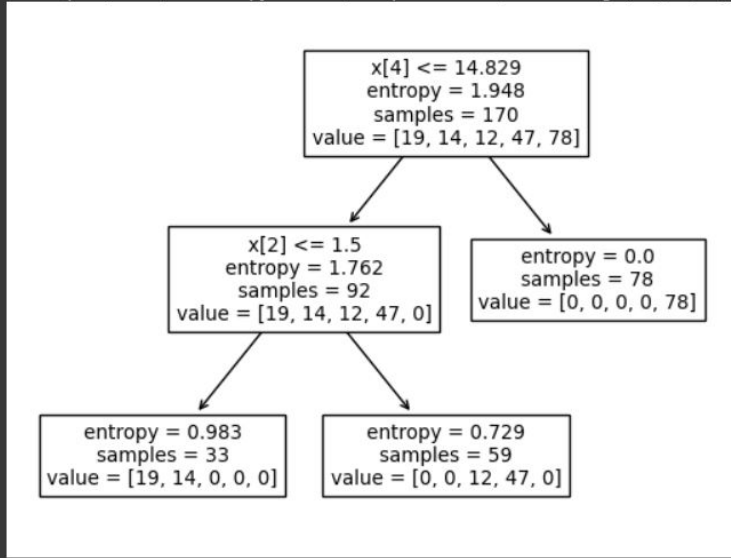 x[4] <= 14.829
entropy = 1.948
samples = 170
value = [19, 14, 12, 47, 78]
x[2] <= 1.5
entropy = 1.762
samples = 92
value = [19, 14, 12, 47, 0]
entropy = 0.0
samples = 78
value = [0, 0, 0, 0, 78]
entropy = 0.983
samples = 33
value = [19, 14, 0, 0, 0]
entropy = 0.729
samples = 59
value = [0, 0, 12, 47, 0]